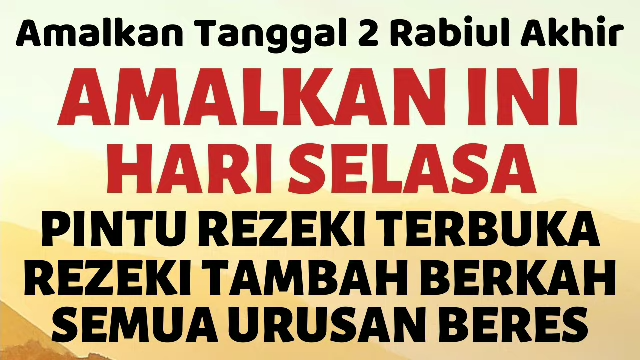 Amalkan Tanggal 2 Rabiul Akhir
AMALKAN INI
HARI SELASA
PINTU REZEKI TERBUKA
REZEKI TAMBAH BERKAH
SEMUA URUSAN BERES